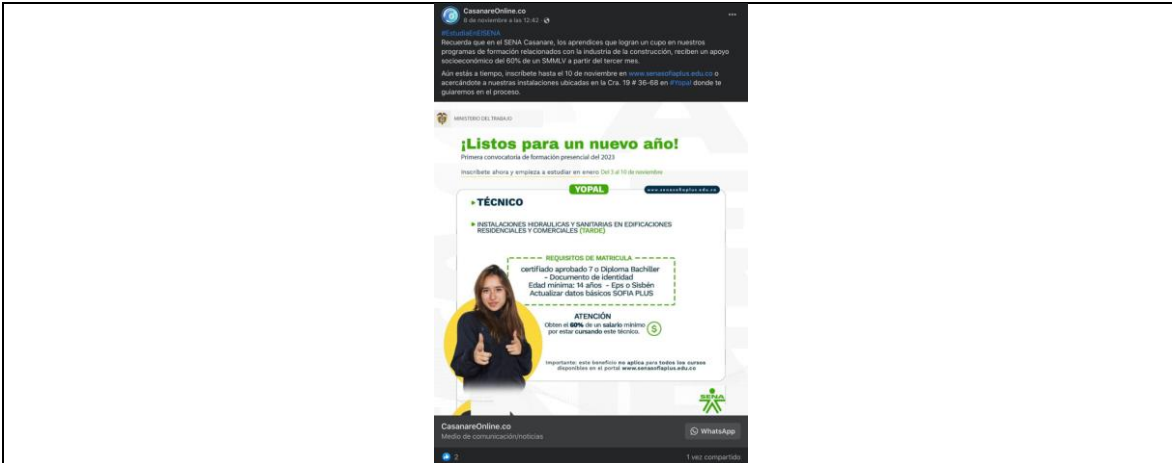 CasanareOnline.co
8 de noviembre a las 12:42
#EstudiaEnElSENA
Recuerda que en el SENA Casanare, los aprendices que logran un cupo en nuestros
programas de formación relacionados con la industria de la construcción, reciben un apoyo
socioeconómico del 60% de un SMMLV a partir del tercer mes.
Aún estás a tiempo, inscríbete hasta el 10 de noviembre en www.senasofiaplus.edu.co o
acercándote a nuestras instalaciones ubicadas en la Cra. 19 # 36-68 en #Yopal donde te
guiaremos en el proceso.
MINISTERIO DEL TRABAJO
¡Listos para un nuevo año!
Primera convocatoria de formación presencial del 2023
Inscríbete ahora y empieza a estudiar en enero Del 3 al 10 de noviembre
YOPAL
www.senasofiaplus.edu.co
TÉCNICO
INSTALACIONES HIDRAULICAS Y SANITARIAS EN EDIFICACIONES
RESIDENCIALES Y COMERCIALES (TARDE)
REQUISITOS DE MATRICULA
certifiado aprobado 7 o Diploma Bachiller
- Documento de identidad
Edad mínima: 14 años - Eps o Sisbén
Actualizar datos básicos SOFIA PLUS
ATENCIÓN
Obten el 60% de un salario mínimo
por estar cursando este técnico.
$
Importante: este beneficio no aplica para todos los cursos
disponibles en el portal www.senasofiaplus.edu.co
SENA
CasanareOnline.co
Medio de comunicación/noticias
WhatsApp
2
1 vez compartido